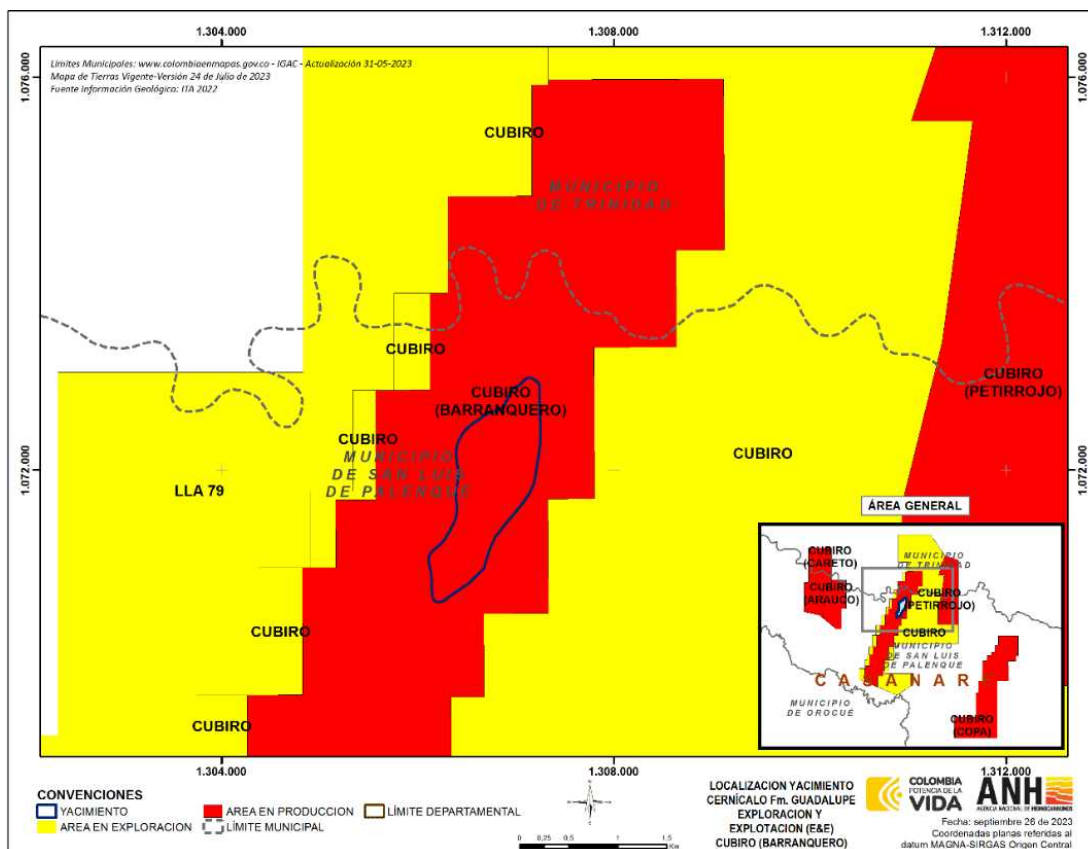 1.304.000
1.308.000
1.312.000
1.076.000
1.076.000
Límites Municipales: www.colombiaenmapas.gov.co - IGAC - Actualización 31-05-2023
Mapa de Tierras Vigente-Versión 24 de Julio de 2023
Fuente Información Geológica: ITA 2022
CUBIRO
MUNICIPIO
DE TRINIDAD
CUBIRO
CUBIRO
(PETIRROJO)
CUBIRO
(BARRANQUERO)
CUBIRO
MUNICIPIO
DE SAN LUIS
DE PALENQUE
CUBIRO
1.072.000
1.072.000
LLA 79
ÁREA GENERAL
CUBIRO
(CARETO)
MUNICIPIO
DE TRINIDAD
CUBIRO
(ARAUCO)
CUBIRO
(PETIRROJO)
CUBIRO
MUNICIPIO
DE SAN LUIS
DE PALENQUE
CASANAR
MUNICIPIO
DE OROCUÉ
CUBIRO
(COPA)
CUBIRO
CUBIRO
1.304.000
1.308.000
1.312.000
CONVENCIONES
YACIMIENTO
AREA EN PRODUCCION
LÍMITE DEPARTAMENTAL
AREA EN EXPLORACION
LÍMITE MUNICIPAL
0 0,25 0,5 1 1,5
Km
LOCALIZACION YACIMIENTO
CERNÍCALO Fm. GUADALUPE
EXPLORACION Y
EXPLOTACION (E&E)
CUBIRO (BARRANQUERO)
COLOMBIA
POTENCIA DE LA
VIDA
ANH
AGENCIA NACIONAL DE HIDROCARBUROS
Fecha: septiembre 26 de 2023
Coordenadas planas referidas al
datum MAGNA-SIRGAS Origen Central